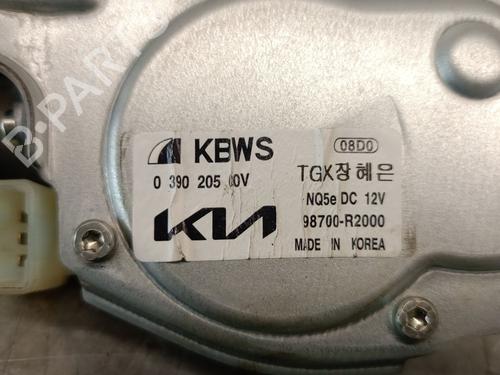 KBWS
08D0
0 390 205 00V
TGX장혜은
NQ5e DC 12V
KIA
98700-R2000
MADE IN KOREA